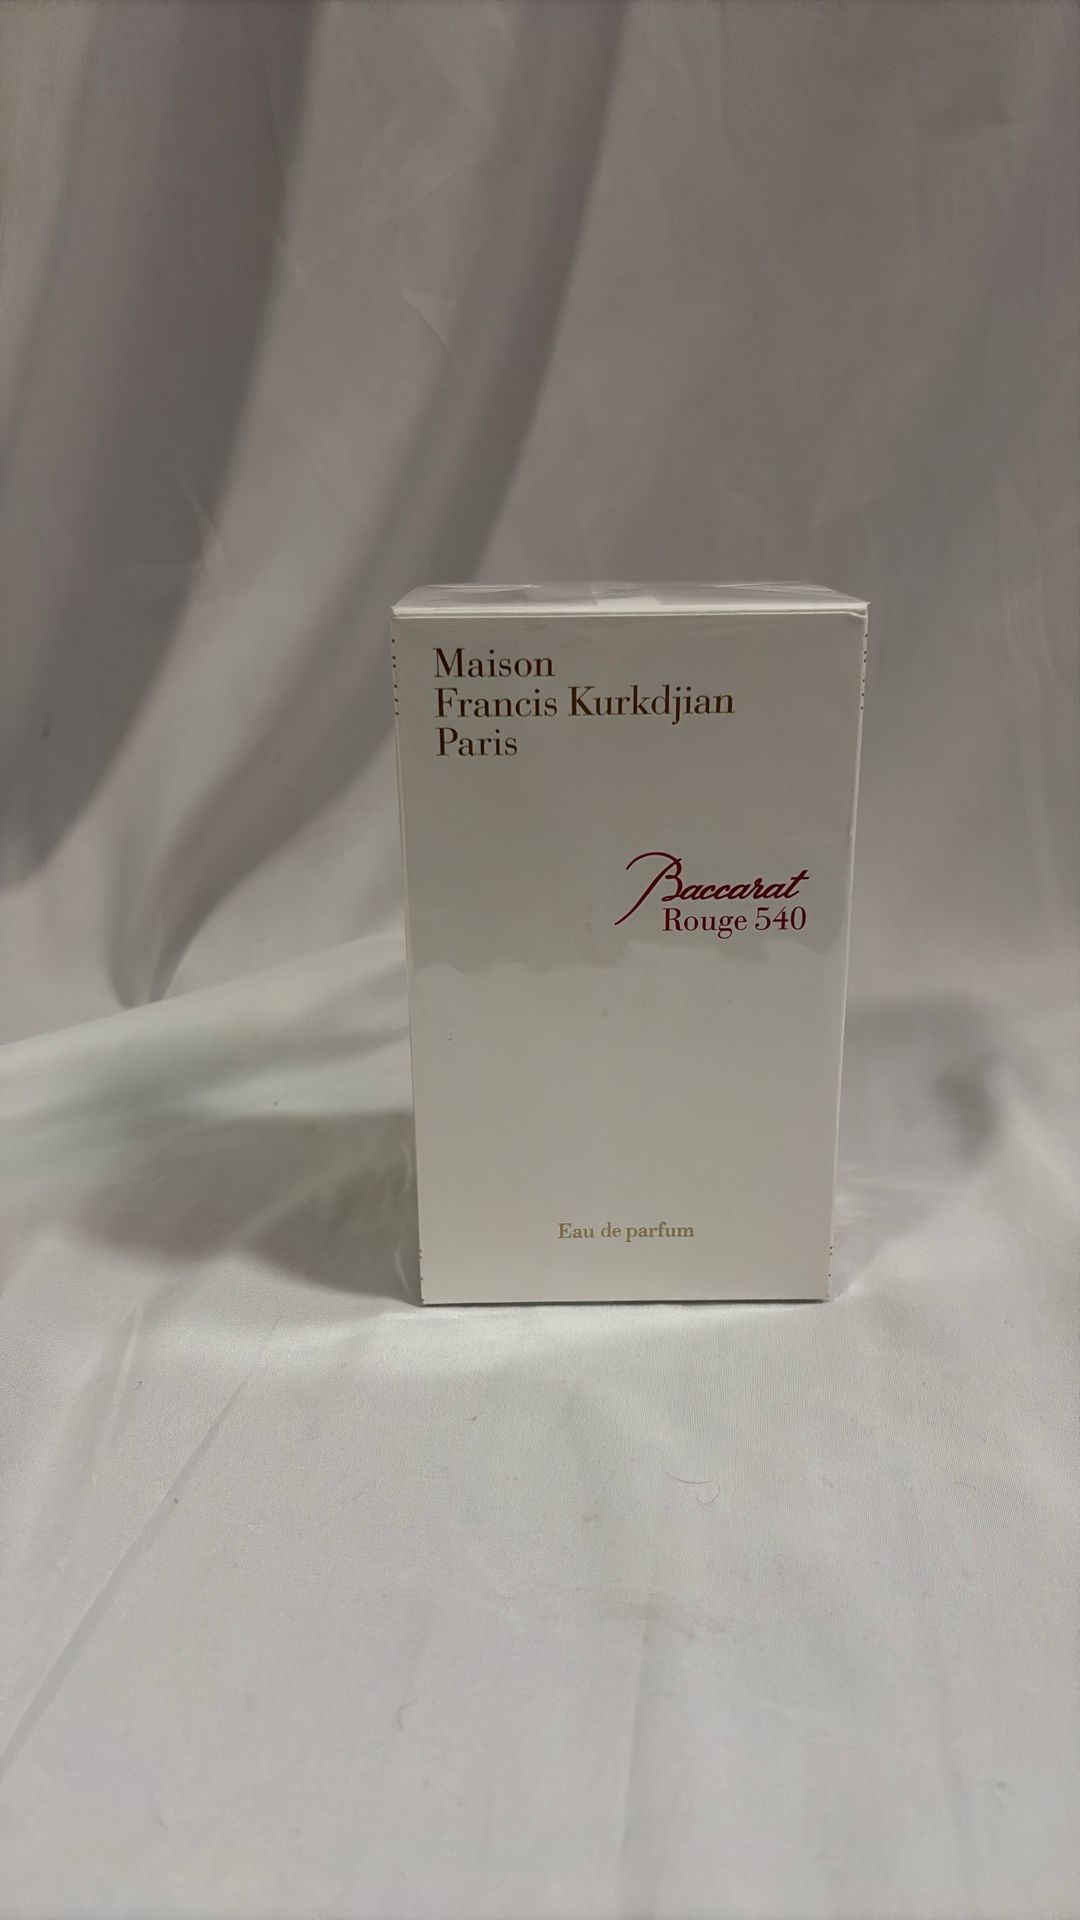 Maison
Francis Kurkdjian
Paris
Baccarat
Rouge 540
Eau de parfum